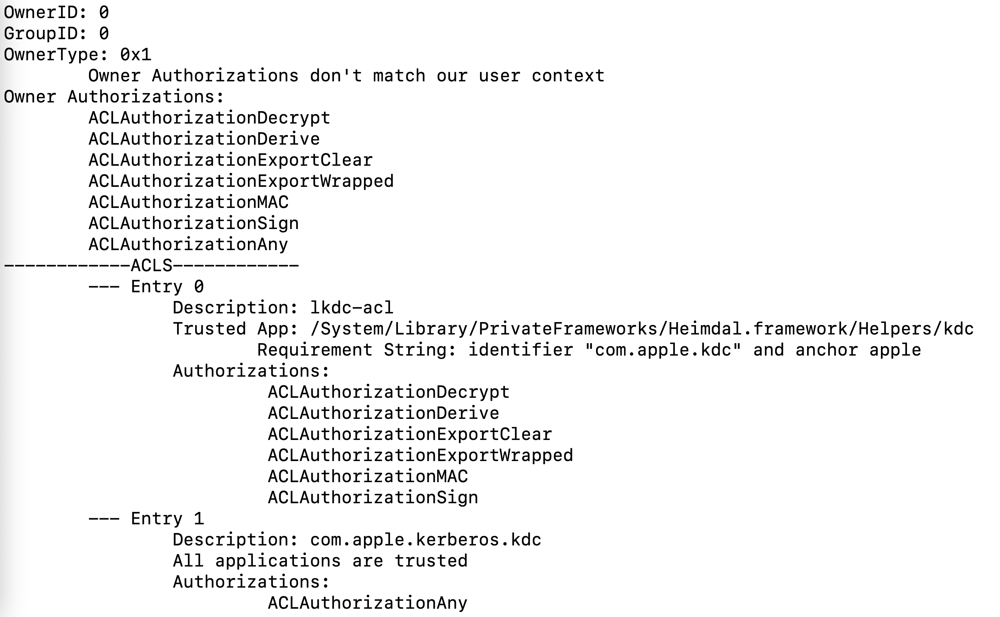 OwnerID: 0
GroupID: 0
OwnerType: 0x1
Owner Authorizations don't match our user context
Owner Authorizations:
ACLAuthorizationDecrypt
ACLAuthorizationDerive
ACLAuthorizationExportClear
ACLAuthorizationExportWrapped
ACLAuthorizationMAC
ACLAuthorizationSign
ACLAuthorizationAny
------------ACLS------------
--- Entry 0
Description: lkdc-acl
Trusted App: /System/Library/PrivateFrameworks/Heimdal.framework/Helpers/kdc
Requirement String: identifier "com.apple.kdc" and anchor apple
Authorizations:
ACLAuthorizationDecrypt
ACLAuthorizationDerive
ACLAuthorizationExportClear
ACLAuthorizationExportWrapped
ACLAuthorizationMAC
ACLAuthorizationSign
--- Entry 1
Description: com.apple.kerberos.kdc
All applications are trusted
Authorizations:
ACLAuthorizationAny